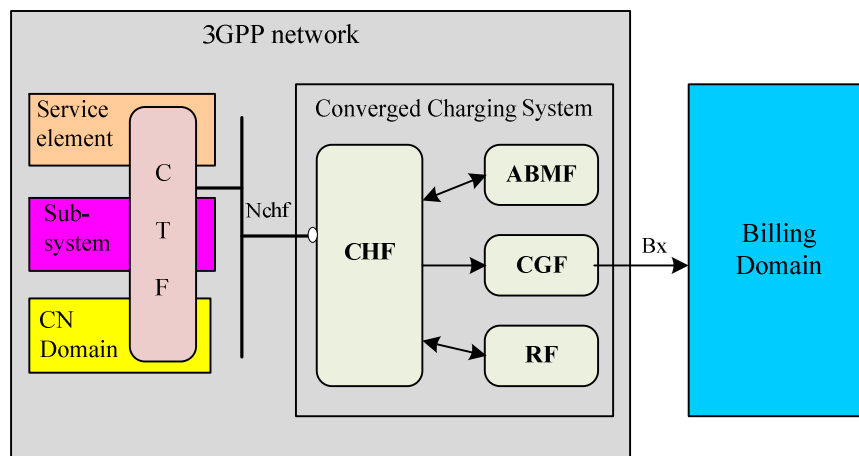 3GPP network
Service
element
Sub-
system
CN
Domain
C
T
F
Nchf
Converged Charging System
CHF
ABMF
CGF
RF
Bx
Billing
Domain